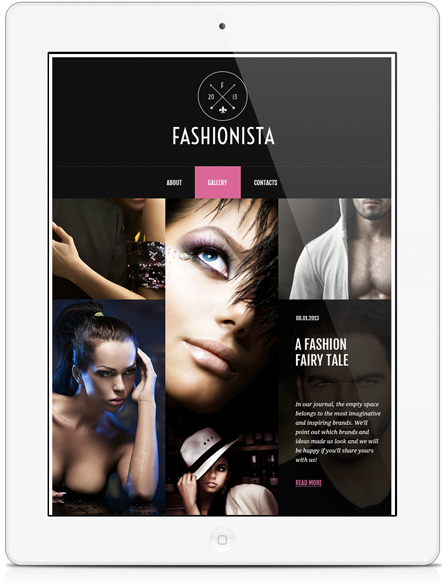 F
20 13
FASHIONISTA
ABOUT GALLERY CONTACTS
08.01.2013
A FASHION
FAIRY TALE
In our journal, the empty space
belongs to the most imaginative
and inspiring brands. We'll
point out which brands and
ideas made us look and we will
be happy if you'll share yours
with us!
READ MORE